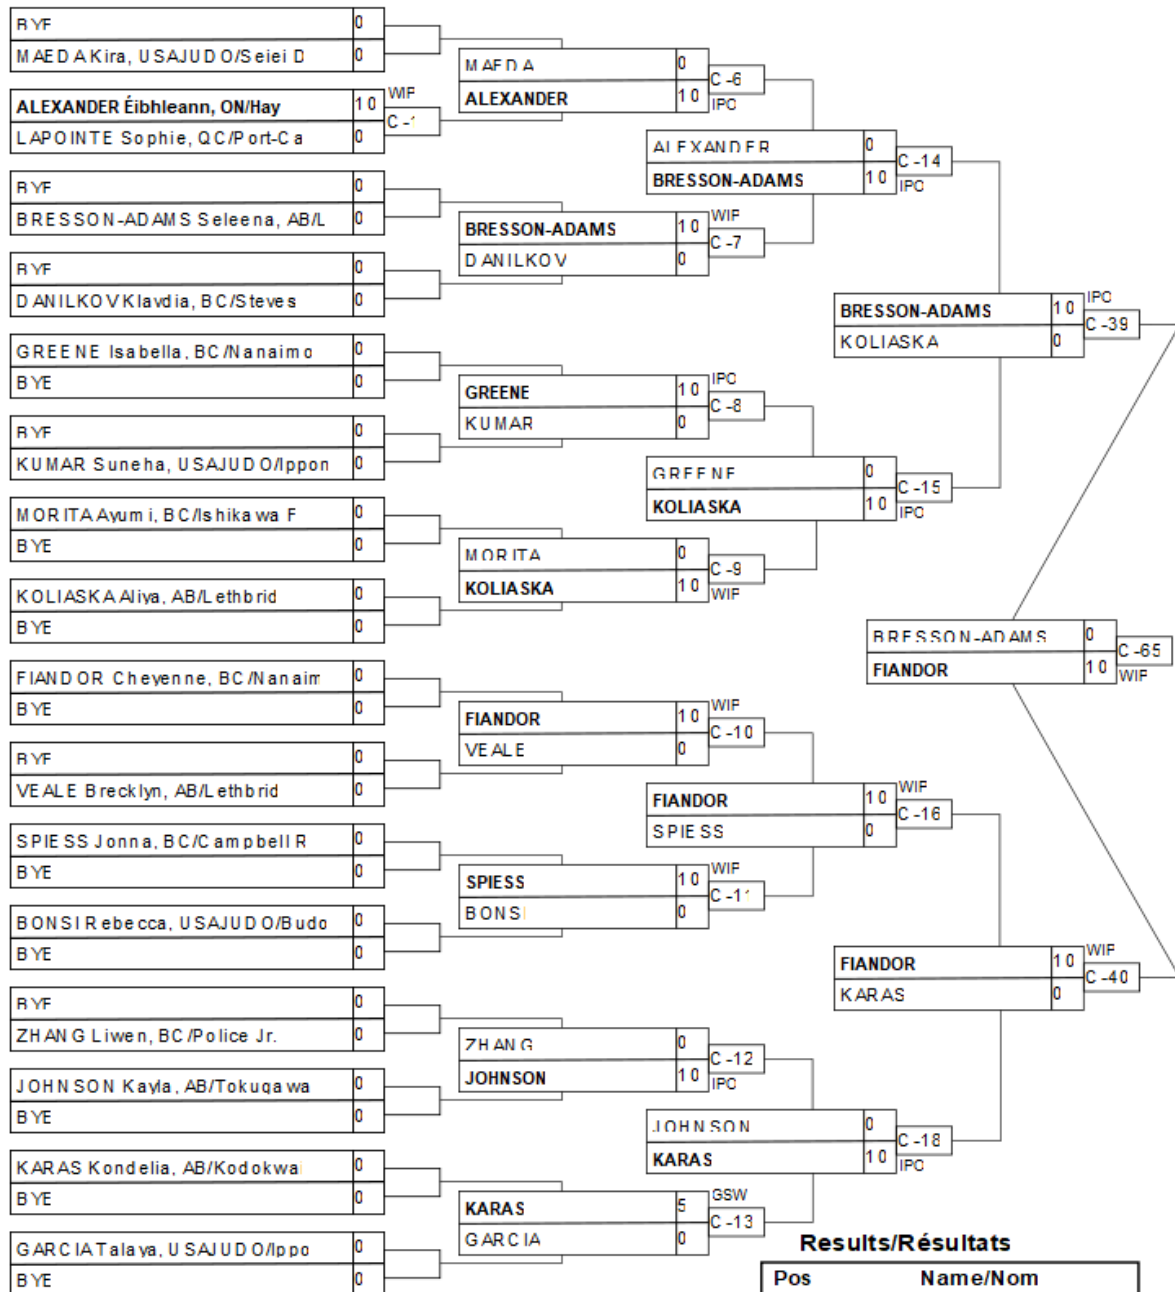 BYE 0
MAEDA Kira, USAJUDO/Seiei D 0
ALEXANDER Éibhleann, ON/Hay 10 WIF
LAPOINTE Sophie, QC/Port-Ca 0 C-1
BYE 0
BRESSON-ADAMS Seleena, AB/L 0
BYE 0
DANILKOV Klavdia, BC/Steves 0
GREENE Isabella, BC/Nanaimo 0
BYE 0
BYE 0
KUMAR Suneha, USAJUDO/Ippon 0
MORITA Ayumi, BC/Ishikawa F 0
BYE 0
KOLIASKA Aliya, AB/Lethbrid 0
BYE 0
FIANDOR Cheyenne, BC/Nanaim 0
BYE 0
BYE 0
VEALE Brecklyn, AB/Lethbrid 0
SPIESS Jonna, BC/Campbell R 0
BYE 0
BONSI Rebecca, USAJUDO/Budo 0
BYE 0
BYE 0
ZHANG Liwen, BC/Police Jr. 0
JOHNSON Kayla, AB/Tokugawa 0
BYE 0
KARAS Kondelia, AB/Kodokwa 0
BYE 0
GARCIA Talaya, USAJUDO/Ippo 0
BYE 0
MAEDA 0 C-6
ALEXANDER 10 IPO
BRESSON-ADAMS 10 WIF
DANILKOV 0 C-7
GREENE 10 IPO
KUMAR 0 C-8
MORITA 0 C-9
KOLIASKA 10 WIF
FIANDOR 10 WIF
VEALE 0 C-10
SPIESS 10 WIF
BONSI 0 C-11
ZHANG 0 C-12
JOHNSON 10 IPO
KARAS 5 GSW
GARCIA 0 C-13
ALEXANDER 0 C-14
BRESSON-ADAMS 10 IPO
GREENE 0 C-15
KOLIASKA 10 IPO
FIANDOR 10 WIF
SPIESS 0 C-16
JOHNSON 0 C-18
KARAS 10 IPO
BRESSON-ADAMS 10 IPO
KOLIASKA 0 C-39
FIANDOR 10 WIF
KARAS 0 C-40
BRESSON-ADAMS 0 C-65
FIANDOR 10 WIF
Results/Résultats
Pos Name/Nom